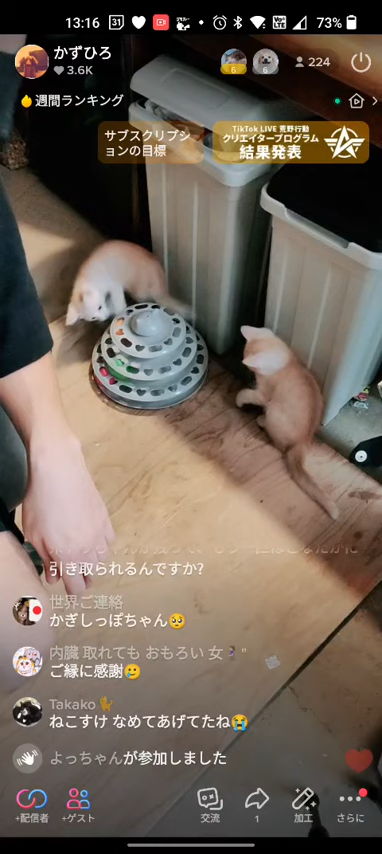 13:16
31
73%
かずひろ
3.6K
6
6
224
週間ランキング
サブスクリプシ
ョンの目標
TikTok LIVE 荒野行動
クリエイタープログラム
結果発表
引き取られるんですか?
世界ご連絡
かぎしっぽちゃん🥺
内臓 取れても おもろい 女🧜🏻‍♀️"
ご縁に感謝🥲
Takako🐈
ねこすけ なめてあげてたね😭
よっちゃんが参加しました
+配信者
+ゲスト
交流
1
加工
さらに